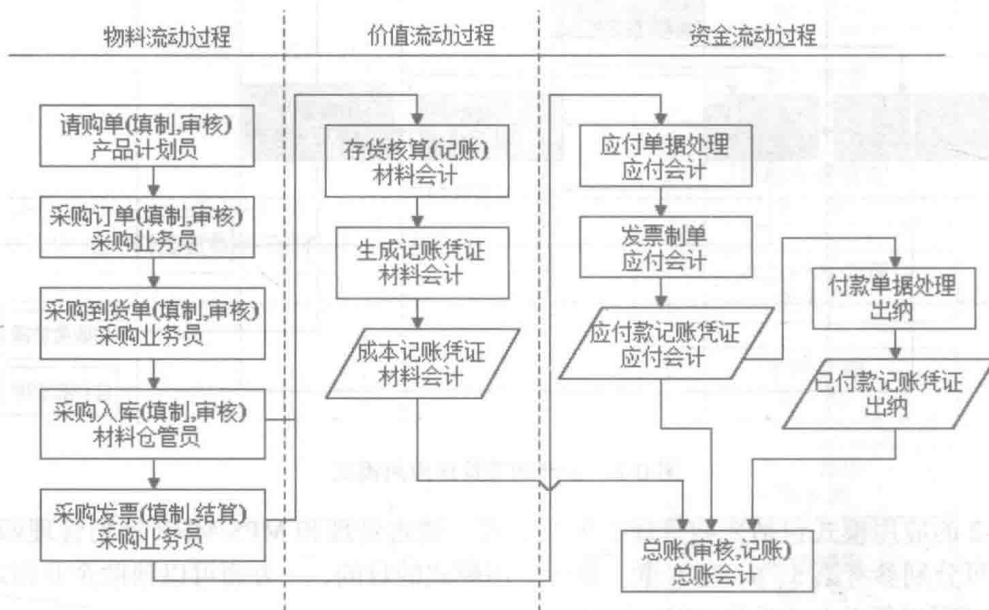 物料流动过程
价值流动过程
资金流动过程
请购单(填制,审核)
产品计划员
采购订单(填制,审核)
采购业务员
采购到货单(填制,审核)
采购业务员
采购入库(填制,审核)
材料仓管员
采购发票(填制,结算)
采购业务员
存货核算(记账)
材料会计
生成记账凭证
材料会计
成本记账凭证
材料会计
应付单据处理
应付会计
发票制单
应付会计
应付款记账凭证
应付会计
付款单据处理
出纳
已付款记账凭证
出纳
总账(审核,记账)
总账会计